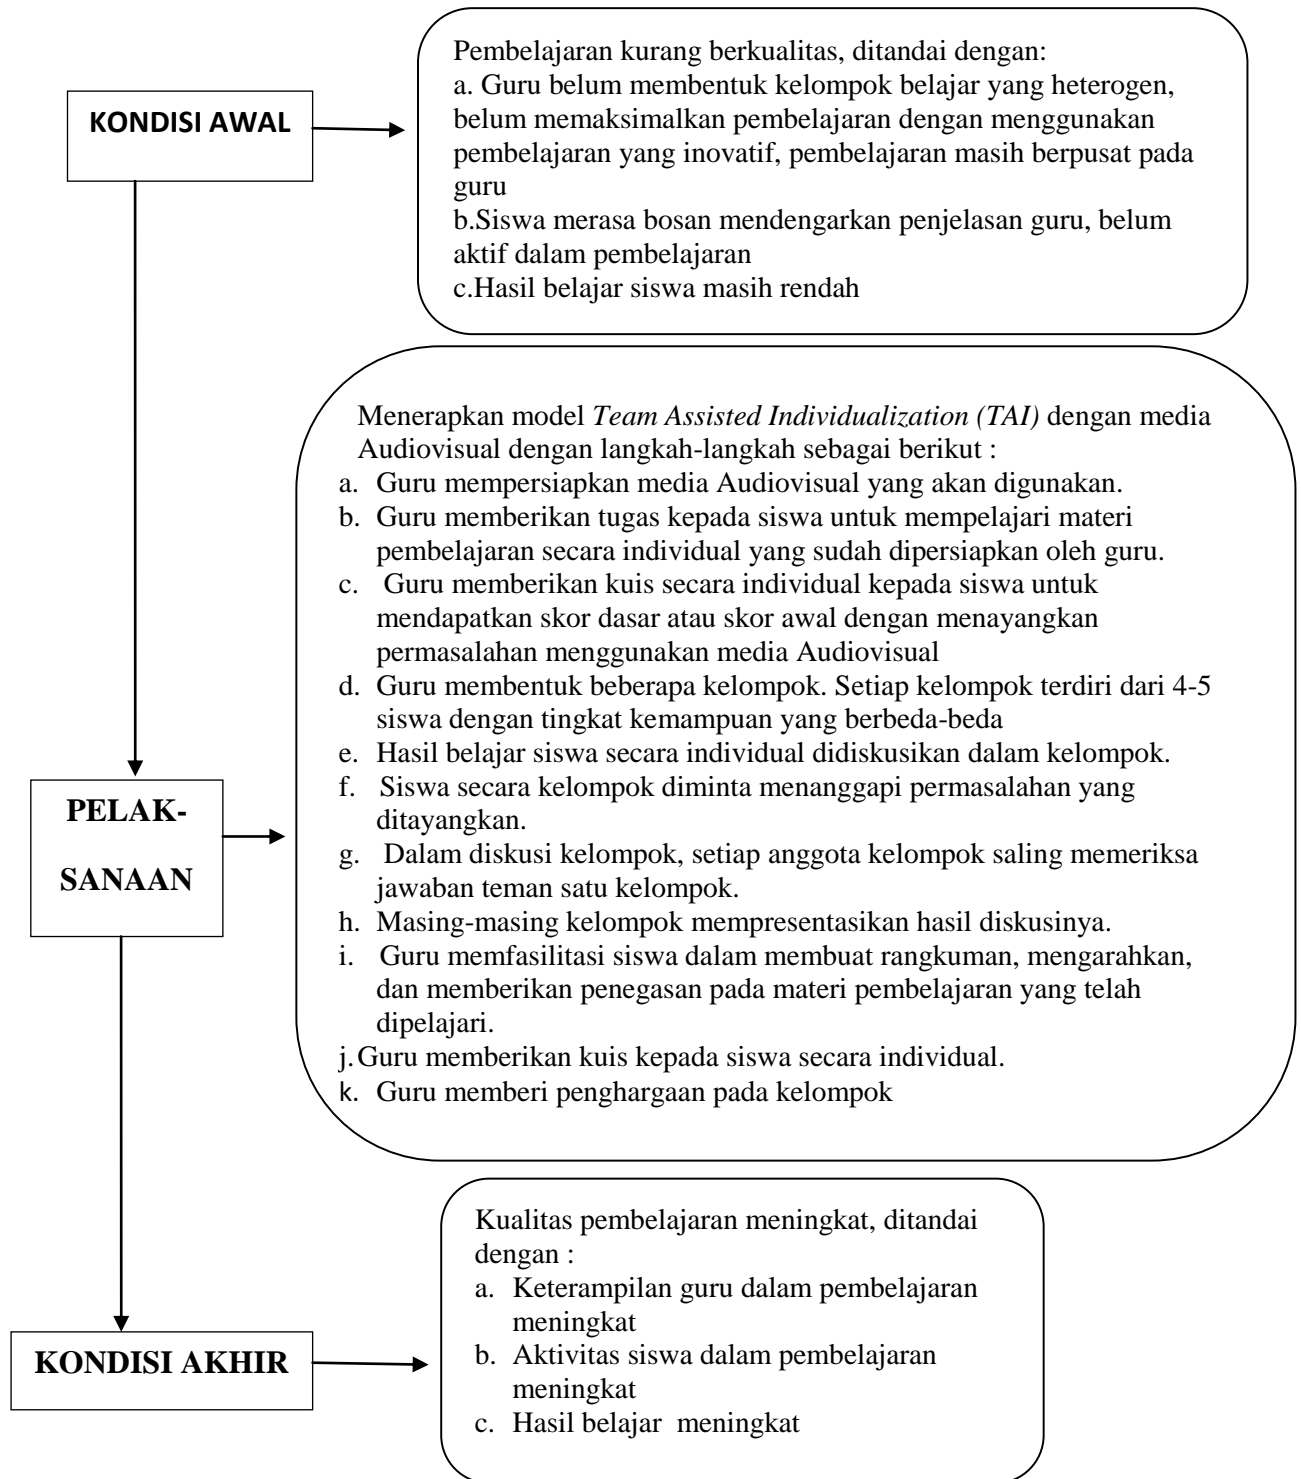 KONDISI AWAL
Pembelajaran kurang berkualitas, ditandai dengan:
a. Guru belum membentuk kelompok belajar yang heterogen,
belum memaksimalkan pembelajaran dengan menggunakan
pembelajaran yang inovatif, pembelajaran masih berpusat pada
guru
b.Siswa merasa bosan mendengarkan penjelasan guru, belum
aktif dalam pembelajaran
c.Hasil belajar siswa masih rendah
PELAK-
SANAAN
Menerapkan model Team Assisted Individualization (TAI) dengan media
Audiovisual dengan langkah-langkah sebagai berikut :
a. Guru mempersiapkan media Audiovisual yang akan digunakan.
b. Guru memberikan tugas kepada siswa untuk mempelajari materi
pembelajaran secara individual yang sudah dipersiapkan oleh guru.
c. Guru memberikan kuis secara individual kepada siswa untuk
mendapatkan skor dasar atau skor awal dengan menayangkan
permasalahan menggunakan media Audiovisual
d. Guru membentuk beberapa kelompok. Setiap kelompok terdiri dari 4-5
siswa dengan tingkat kemampuan yang berbeda-beda
e. Hasil belajar siswa secara individual didiskusikan dalam kelompok.
f. Siswa secara kelompok diminta menanggapi permasalahan yang
ditayangkan.
g. Dalam diskusi kelompok, setiap anggota kelompok saling memeriksa
jawaban teman satu kelompok.
h. Masing-masing kelompok mempresentasikan hasil diskusinya.
i. Guru memfasilitasi siswa dalam membuat rangkuman, mengarahkan,
dan memberikan penegasan pada materi pembelajaran yang telah
dipelajari.
j. Guru memberikan kuis kepada siswa secara individual.
k. Guru memberi penghargaan pada kelompok
KONDISI AKHIR
Kualitas pembelajaran meningkat, ditandai
dengan :
a. Keterampilan guru dalam pembelajaran
meningkat
b. Aktivitas siswa dalam pembelajaran
meningkat
c. Hasil belajar meningkat